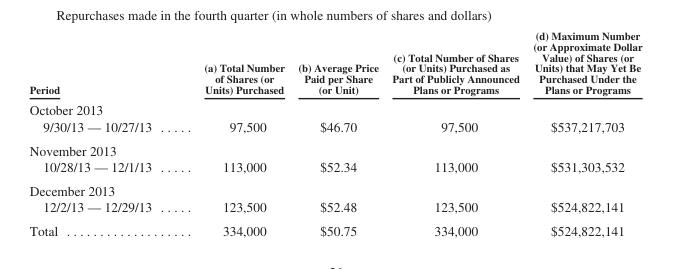 Repurchases made in the fourth quarter (in whole numbers of shares and dollars)
Period
(a) Total Number
of Shares (or
Units) Purchased
(b) Average Price
Paid per Share
(or Unit)
(c) Total Number of Shares
(or Units) Purchased as
Part of Publicly Announced
Plans or Programs
(d) Maximum Number
(or Approximate Dollar
Value) of Shares (or
Units) that May Yet Be
Purchased Under the
Plans or Programs
October 2013
9/30/13 — 10/27/13 ..... 97,500 $46.70 97,500 $537,217,703
November 2013
10/28/13 — 12/1/13 ..... 113,000 $52.34 113,000 $531,303,532
December 2013
12/2/13 — 12/29/13 ..... 123,500 $52.48 123,500 $524,822,141
Total ................... 334,000 $50.75 334,000 $524,822,141